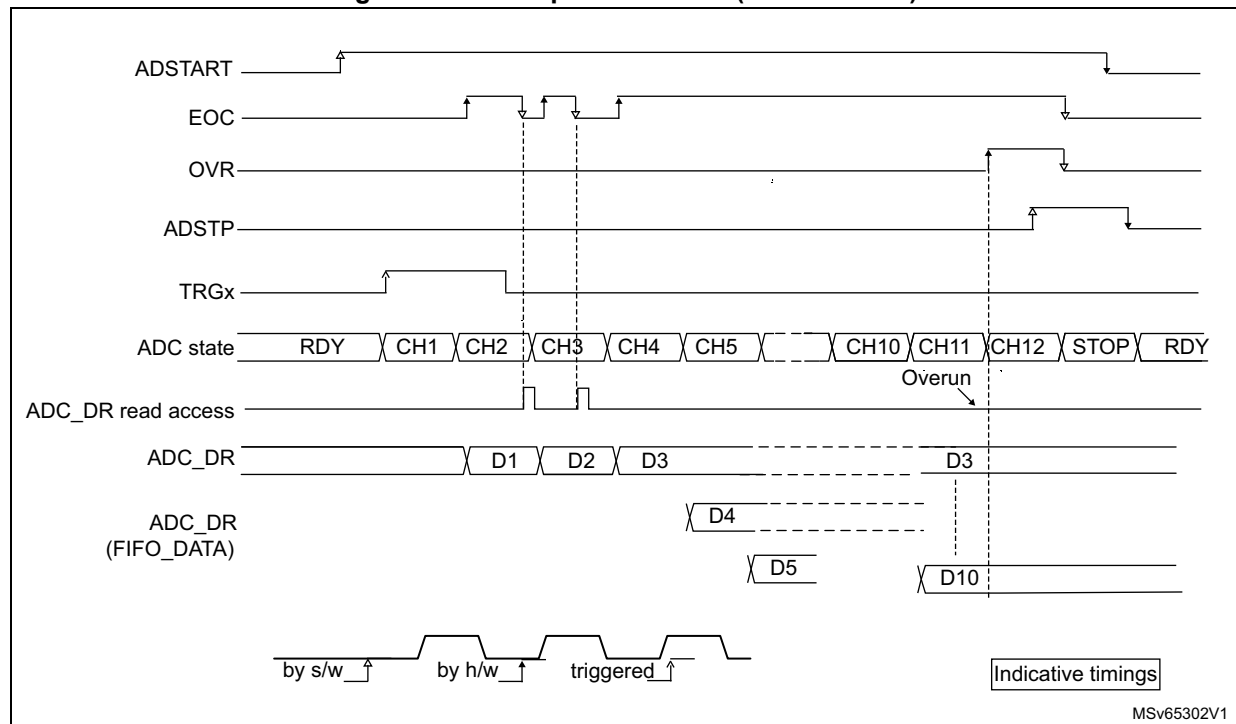 ADSTART
EOC
OVR
ADSTP
TRGx
ADC state RDY CH1 CH2 CH3 CH4 CH5 CH10 CH11 CH12 STOP RDY
Overun
ADC_DR read access
ADC_DR D1 D2 D3 D3
ADC_DR
(FIFO_DATA)
D4
D5
D10
by s/w by h/w triggered
Indicative timings
MSv65302V1